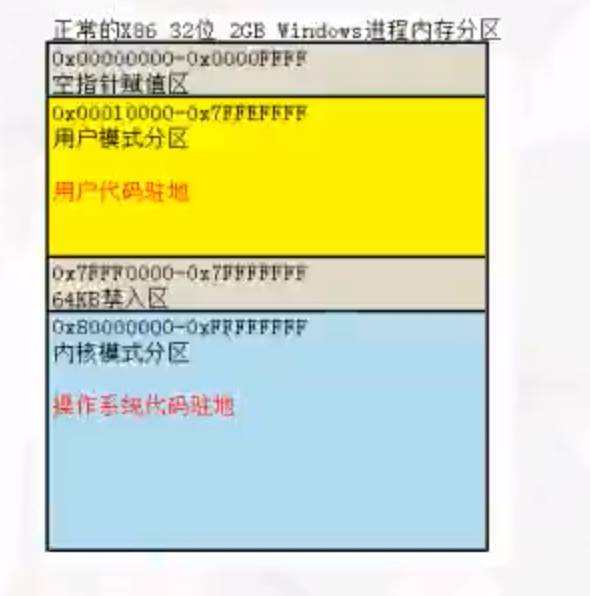 正常的X86 32位 2GB Windows进程内存分区
0x00000000-0x0000FFFF
空指针赋值区
0x00010000-0x7FFEFFFF
用户模式分区
用户代码驻地
0x7FFF0000-0x7FFFFFFF
64KB禁入区
0x80000000-0xFFFFFFFF
内核模式分区
操作系统代码驻地